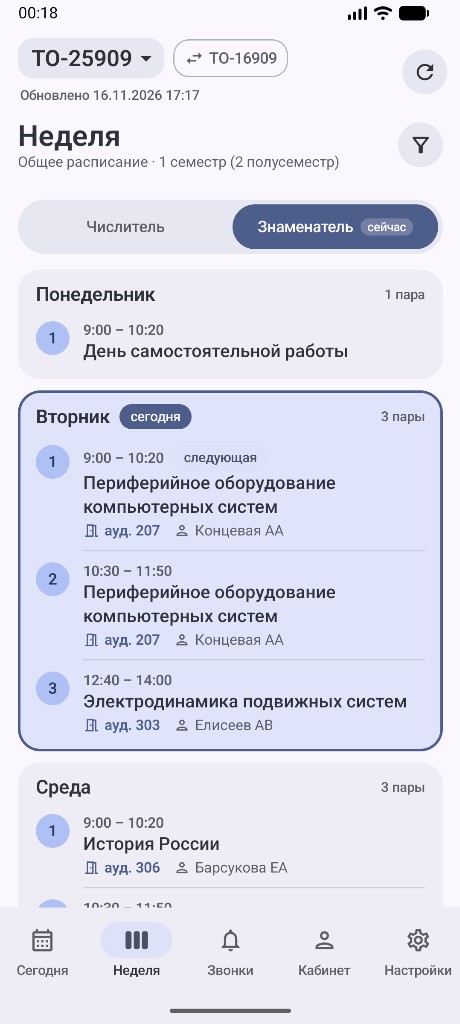 00:18
ТО-25909
ТО-16909
Обновлено 16.11.2026 17:17
Неделя
Общее расписание · 1 семестр (2 полусеместр)
Числитель
Знаменатель сейчас
Понедельник
1 пара
1
9:00 – 10:20
День самостоятельной работы
Вторник сегодня
3 пары
1
9:00 – 10:20 следующая
Периферийное оборудование
компьютерных систем
ауд. 207 Концевая АА
2
10:30 – 11:50
Периферийное оборудование
компьютерных систем
ауд. 207 Концевая АА
3
12:40 – 14:00
Электродинамика подвижных систем
ауд. 303 Елисеев АВ
Среда
3 пары
1
9:00 – 10:20
История России
ауд. 306 Барсукова ЕА
10:30 – 11:50
Сегодня
Неделя
Звонки
Кабинет
Настройки